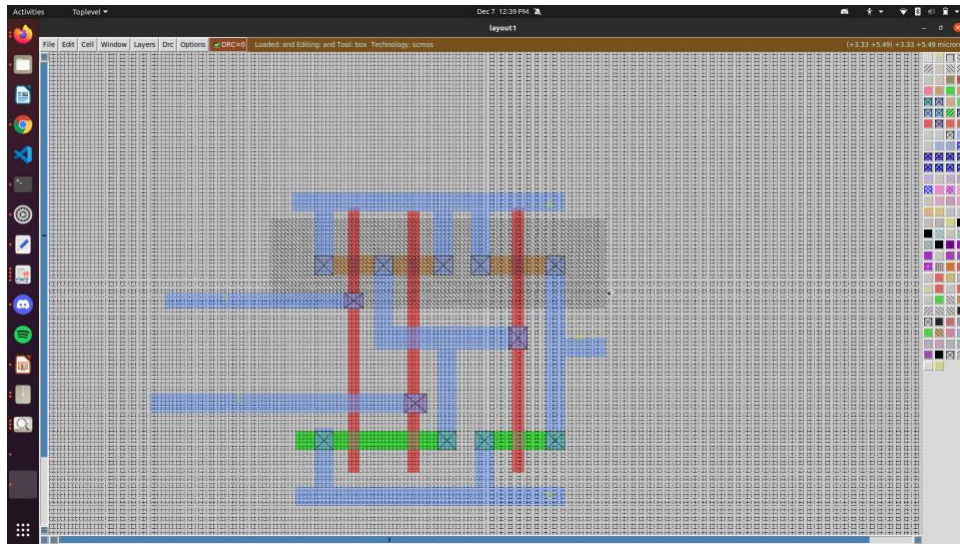 Activities
Toplevel
Dec 7 12:39 PM
layout1
File Edit Cell Window Layers Drc Options DRC=0 Loaded: and Editing: and Tool: box Technology: scmos (+3.33 +5.49) +3.33 +5.49 micron